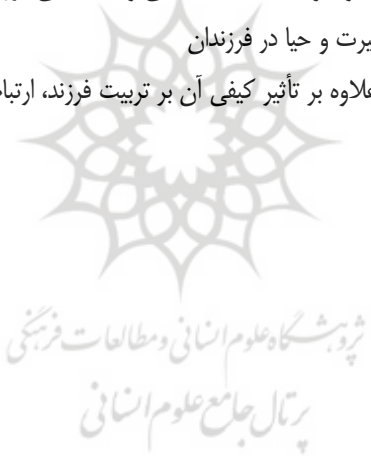 یرت و حیا در فرزندان
علاوه بر تأثیر کیفی آن بر تربیت فرزند، ارتبا
پژوهشگاه علوم انسانی و مطالعات فرهنگی
پرتال جامع علوم انسانی